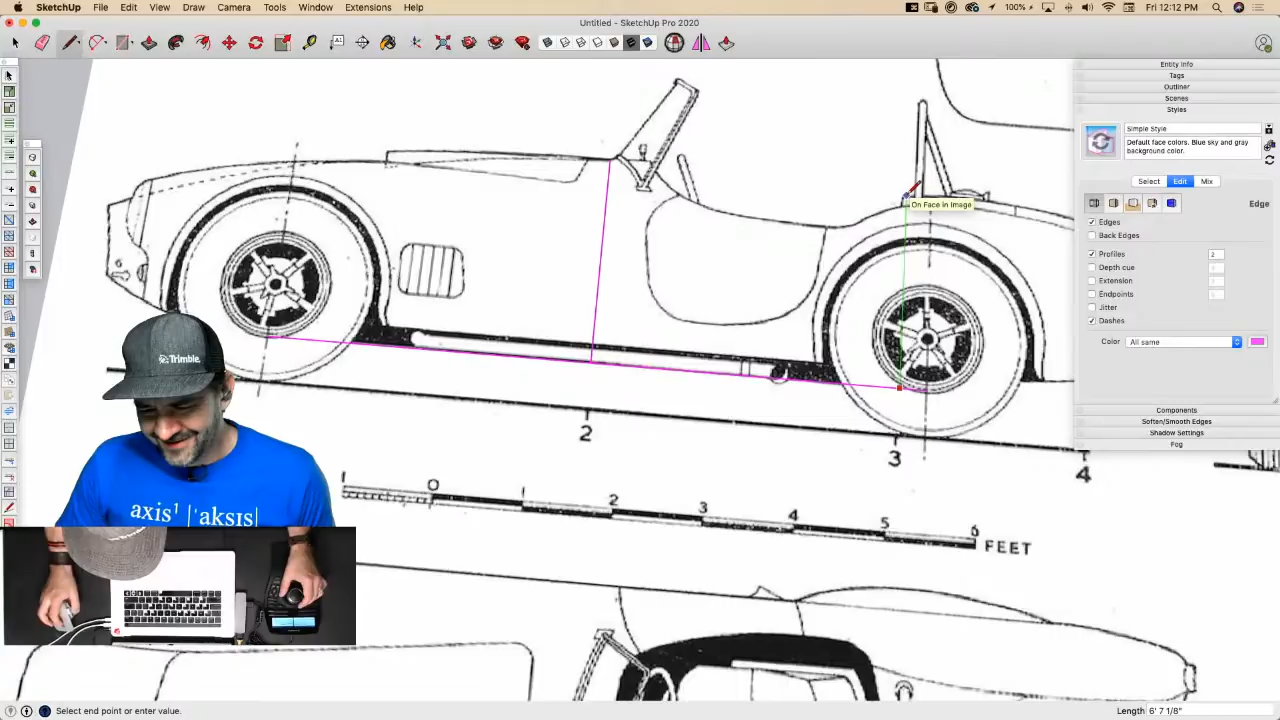 SketchUp File Edit View Draw Camera Tools Window Extensions Help
100% Fri 12:12 PM
Untitled - SketchUp Pro 2020
Entity Info
Tags
Outliner
Scenes
Styles
Simple Style
Default face colors. Blue sky and gray background color.
Select Edit Mix
Edge
Edges
Back Edges
Profiles 2
Depth cue
Extension
Endpoints
Jitter
Dashes
Color All same
Components
Soften/Smooth Edges
Shadow Settings
Fog
On Face in Image
2
3
4
1 0 1 2 3 4 5 6 FEET
Trimble.
axis¹ |ˈaksɪs|
Select end point or enter value.
Length 6' 7 1/8"